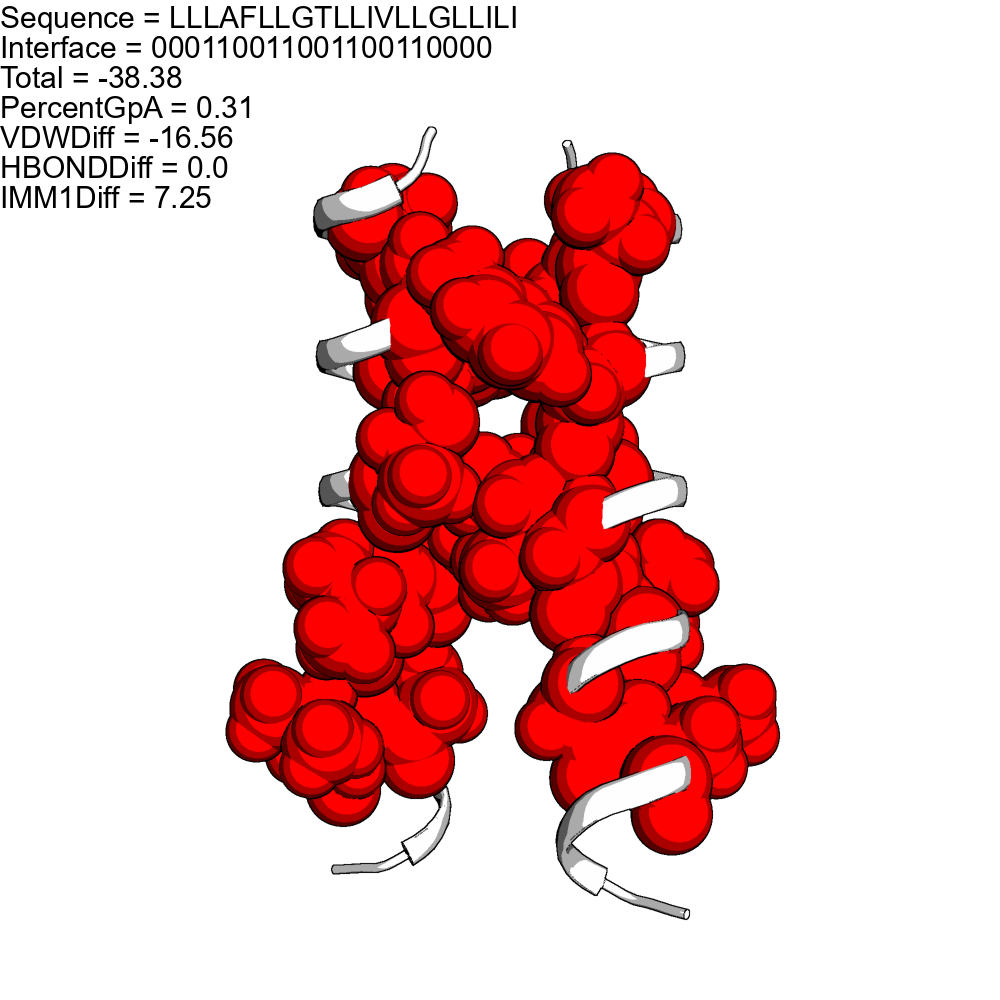 Sequence = LLLAFLLGTLLIVLLGLLILI
Interface = 000110011001100110000
Total = -38.38
PercentGpA = 0.31
VDWDiff = -16.56
HBONDDiff = 0.0
IMM1Diff = 7.25